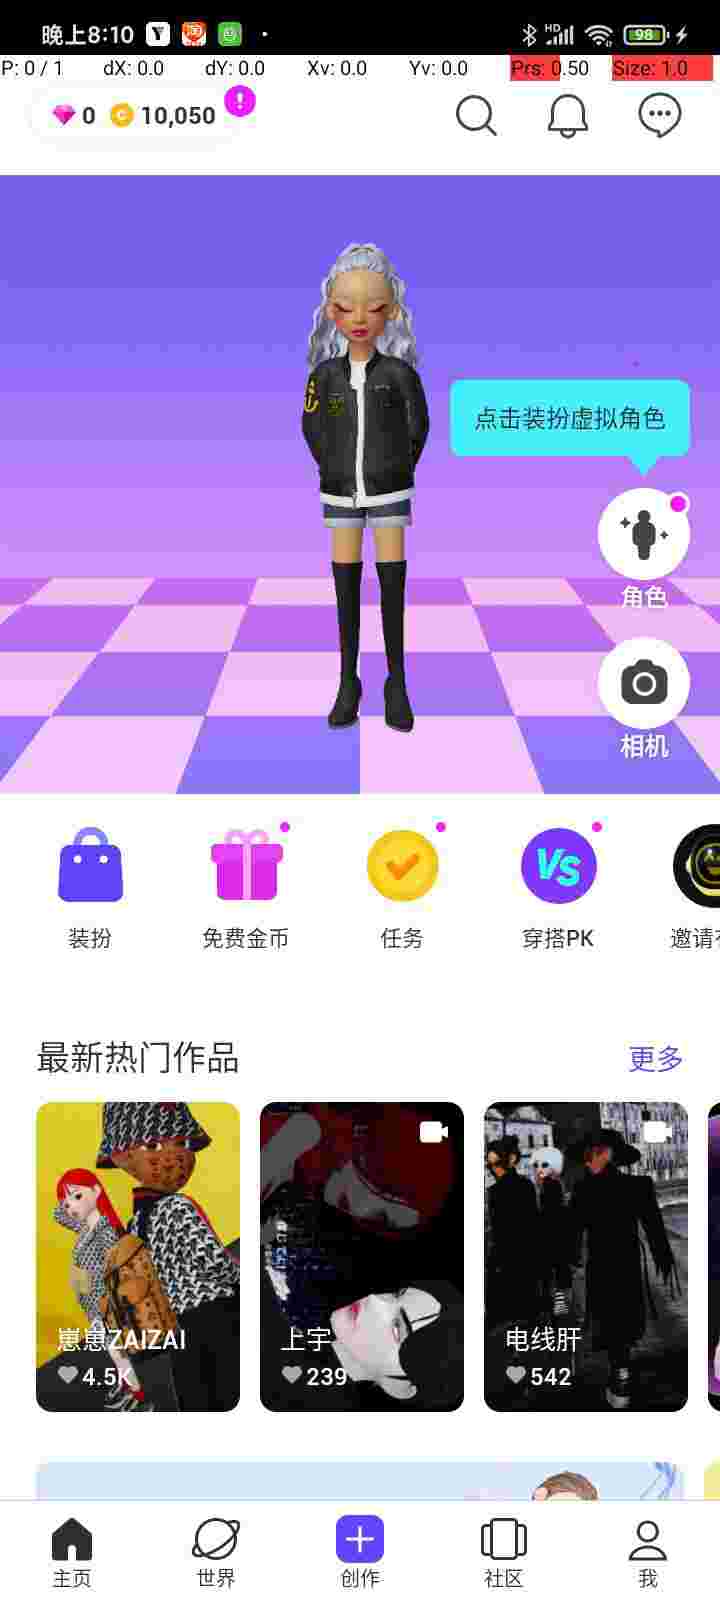 晚上8:10
HD
98
P: 0 / 1 dX: 0.0 dY: 0.0 Xv: 0.0 Yv: 0.0 Prs: 0.50 Size: 1.0
0 10,050
点击装扮虚拟角色
角色
相机
装扮 免费金币 任务 穿搭PK 邀请
VS
最新热门作品 更多
崽崽ZAIZAI
4.5K
上宇
239
电线肝
542
主页 世界 创作 社区 我